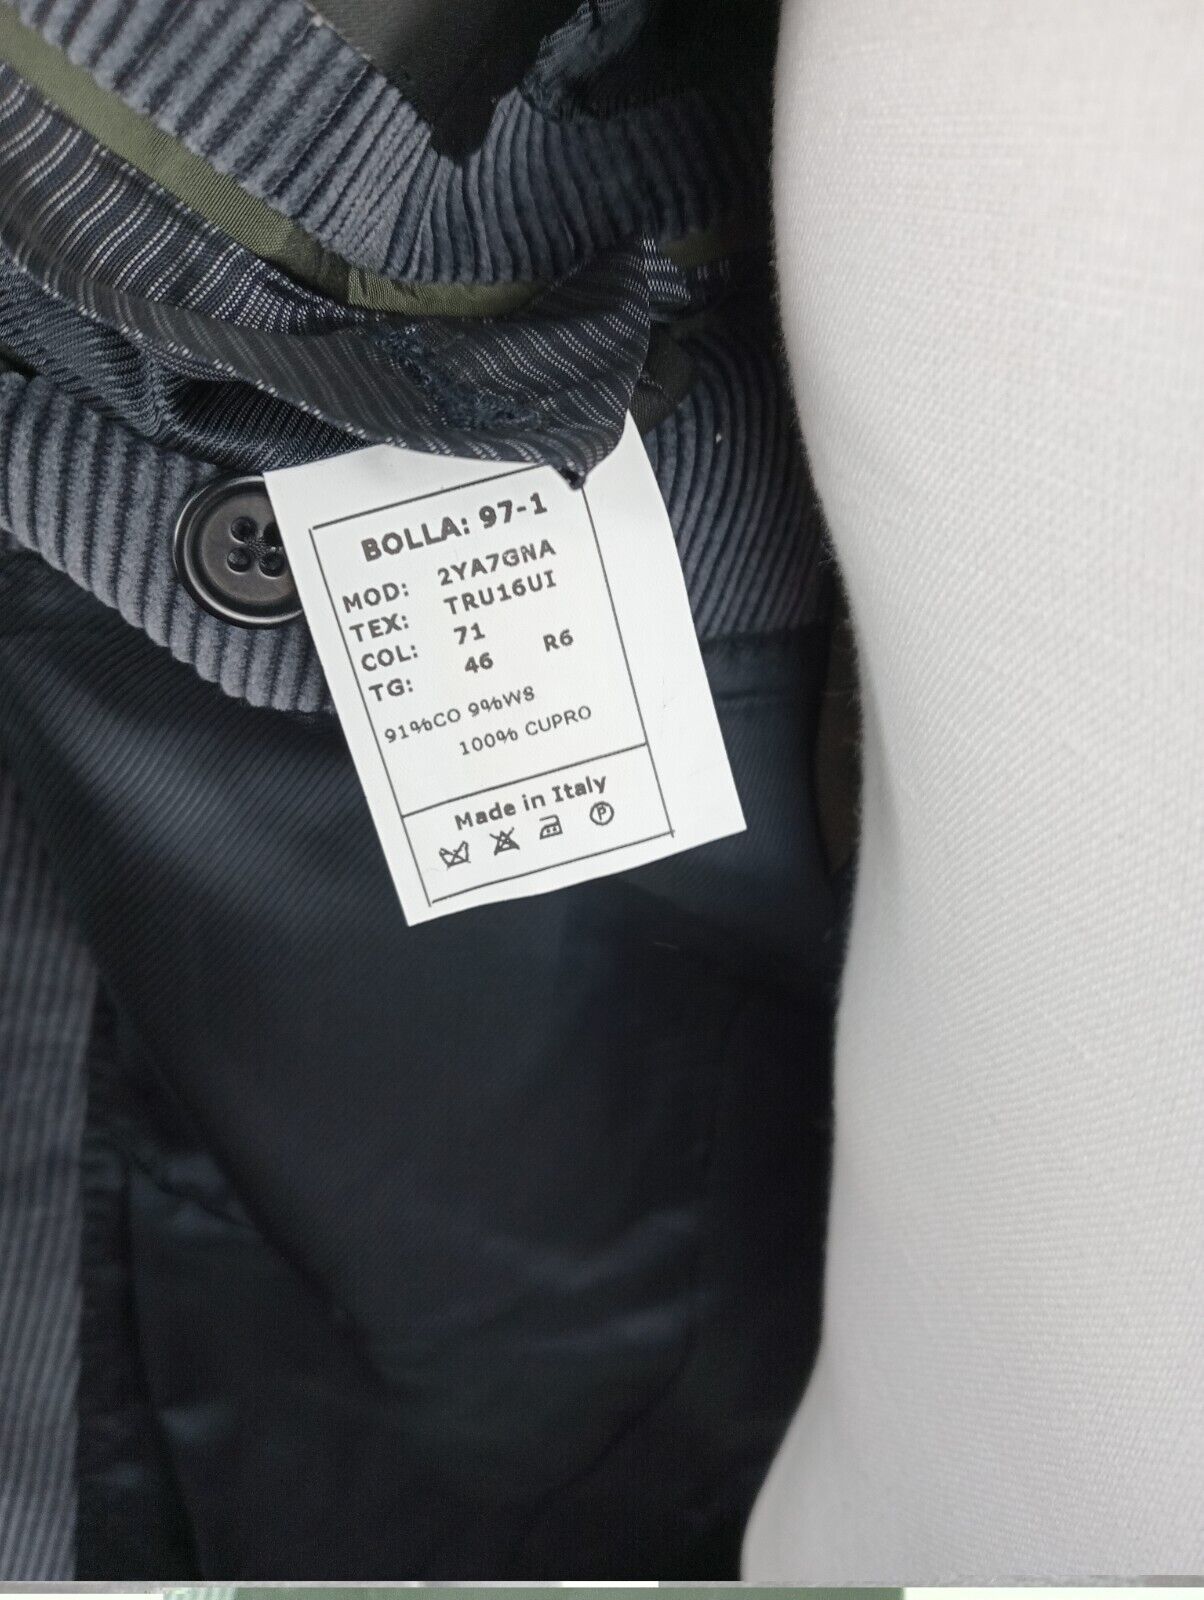 BOLLA: 97-1
MOD: 2YA7GNA
TEX: TRU16UI
COL: 71
TG: 46 R6
91%CO 9%WS
100% CUPRO
Made in Italy
P